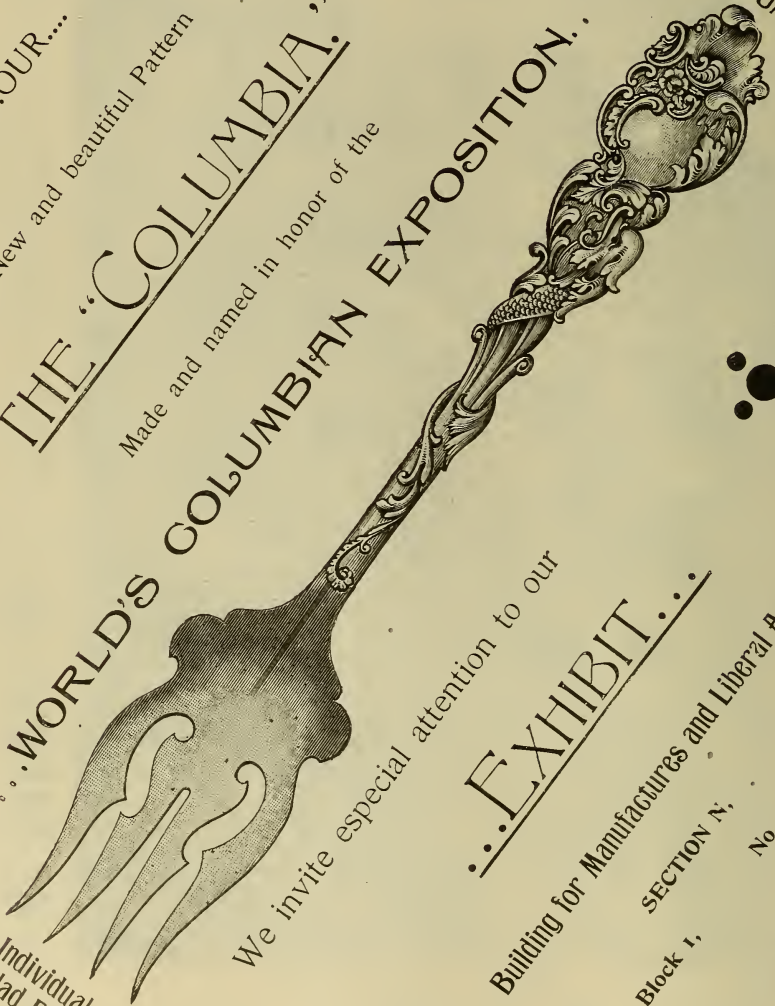 ...OUR....
New and beautiful Pattern
THE "COLUMBIA."
Made and named in honor of the
...WORLD'S COLUMBIAN EXPOSITION...
We invite especial attention to our
...EXHIBIT...
Building for Manufactures and Liberal
SECTION N,
Block 1,
No
Individual